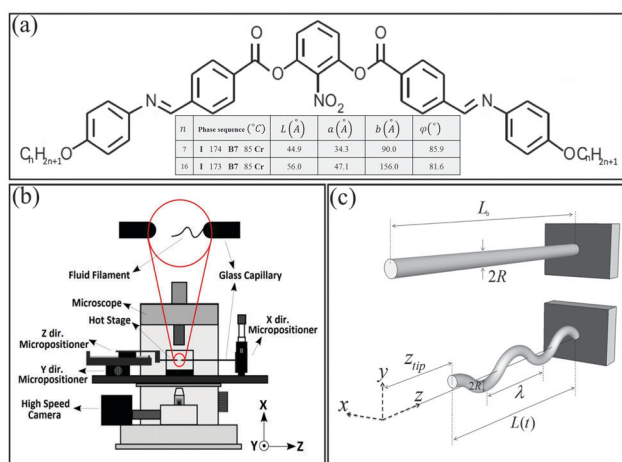 (a)
O
O
O
O
N
NO2
N
CnH2n+1
O
O
CnH2n+1
n Phase sequence (°C) L(Å) a(Å) b(Å) φ(°)
7 I 174 B7 85 Cr 44.9 34.3 90.0 85.9
16 I 173 B7 85 Cr 56.0 47.1 156.0 81.6
(b)
Fluid Filament
Glass Capillary
Microscope
Hot Stage
X dir.
Micropositioner
Z dir.
Micropositioner
Y dir.
Micropositioner
High Speed
Camera
X
Y
Z
(c)
L0
2R
ztip
y
z
x
2R
λ
L(t)